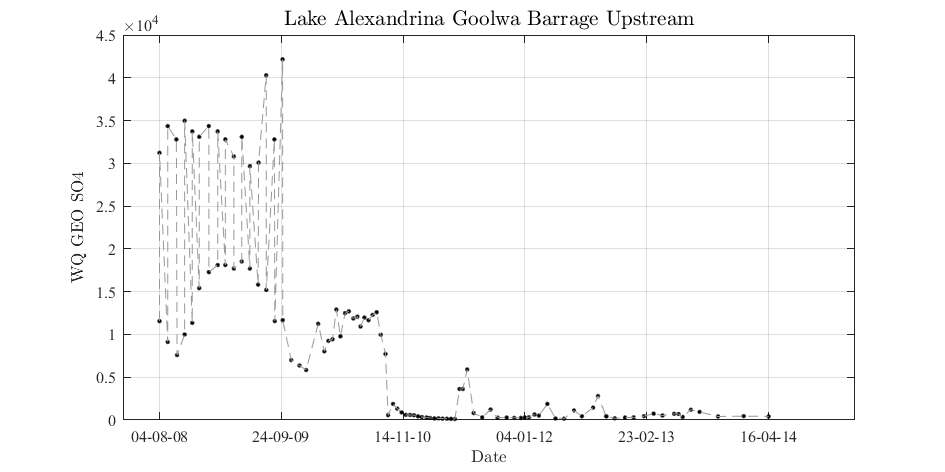 Lake Alexandrina Goolwa Barrage Upstream
×10⁴
4.5
4
3.5
3
2.5
2
1.5
1
0.5
0
WQ GEO SO4
04-08-08 24-09-09 14-11-10 04-01-12 23-02-13 16-04-14
Date